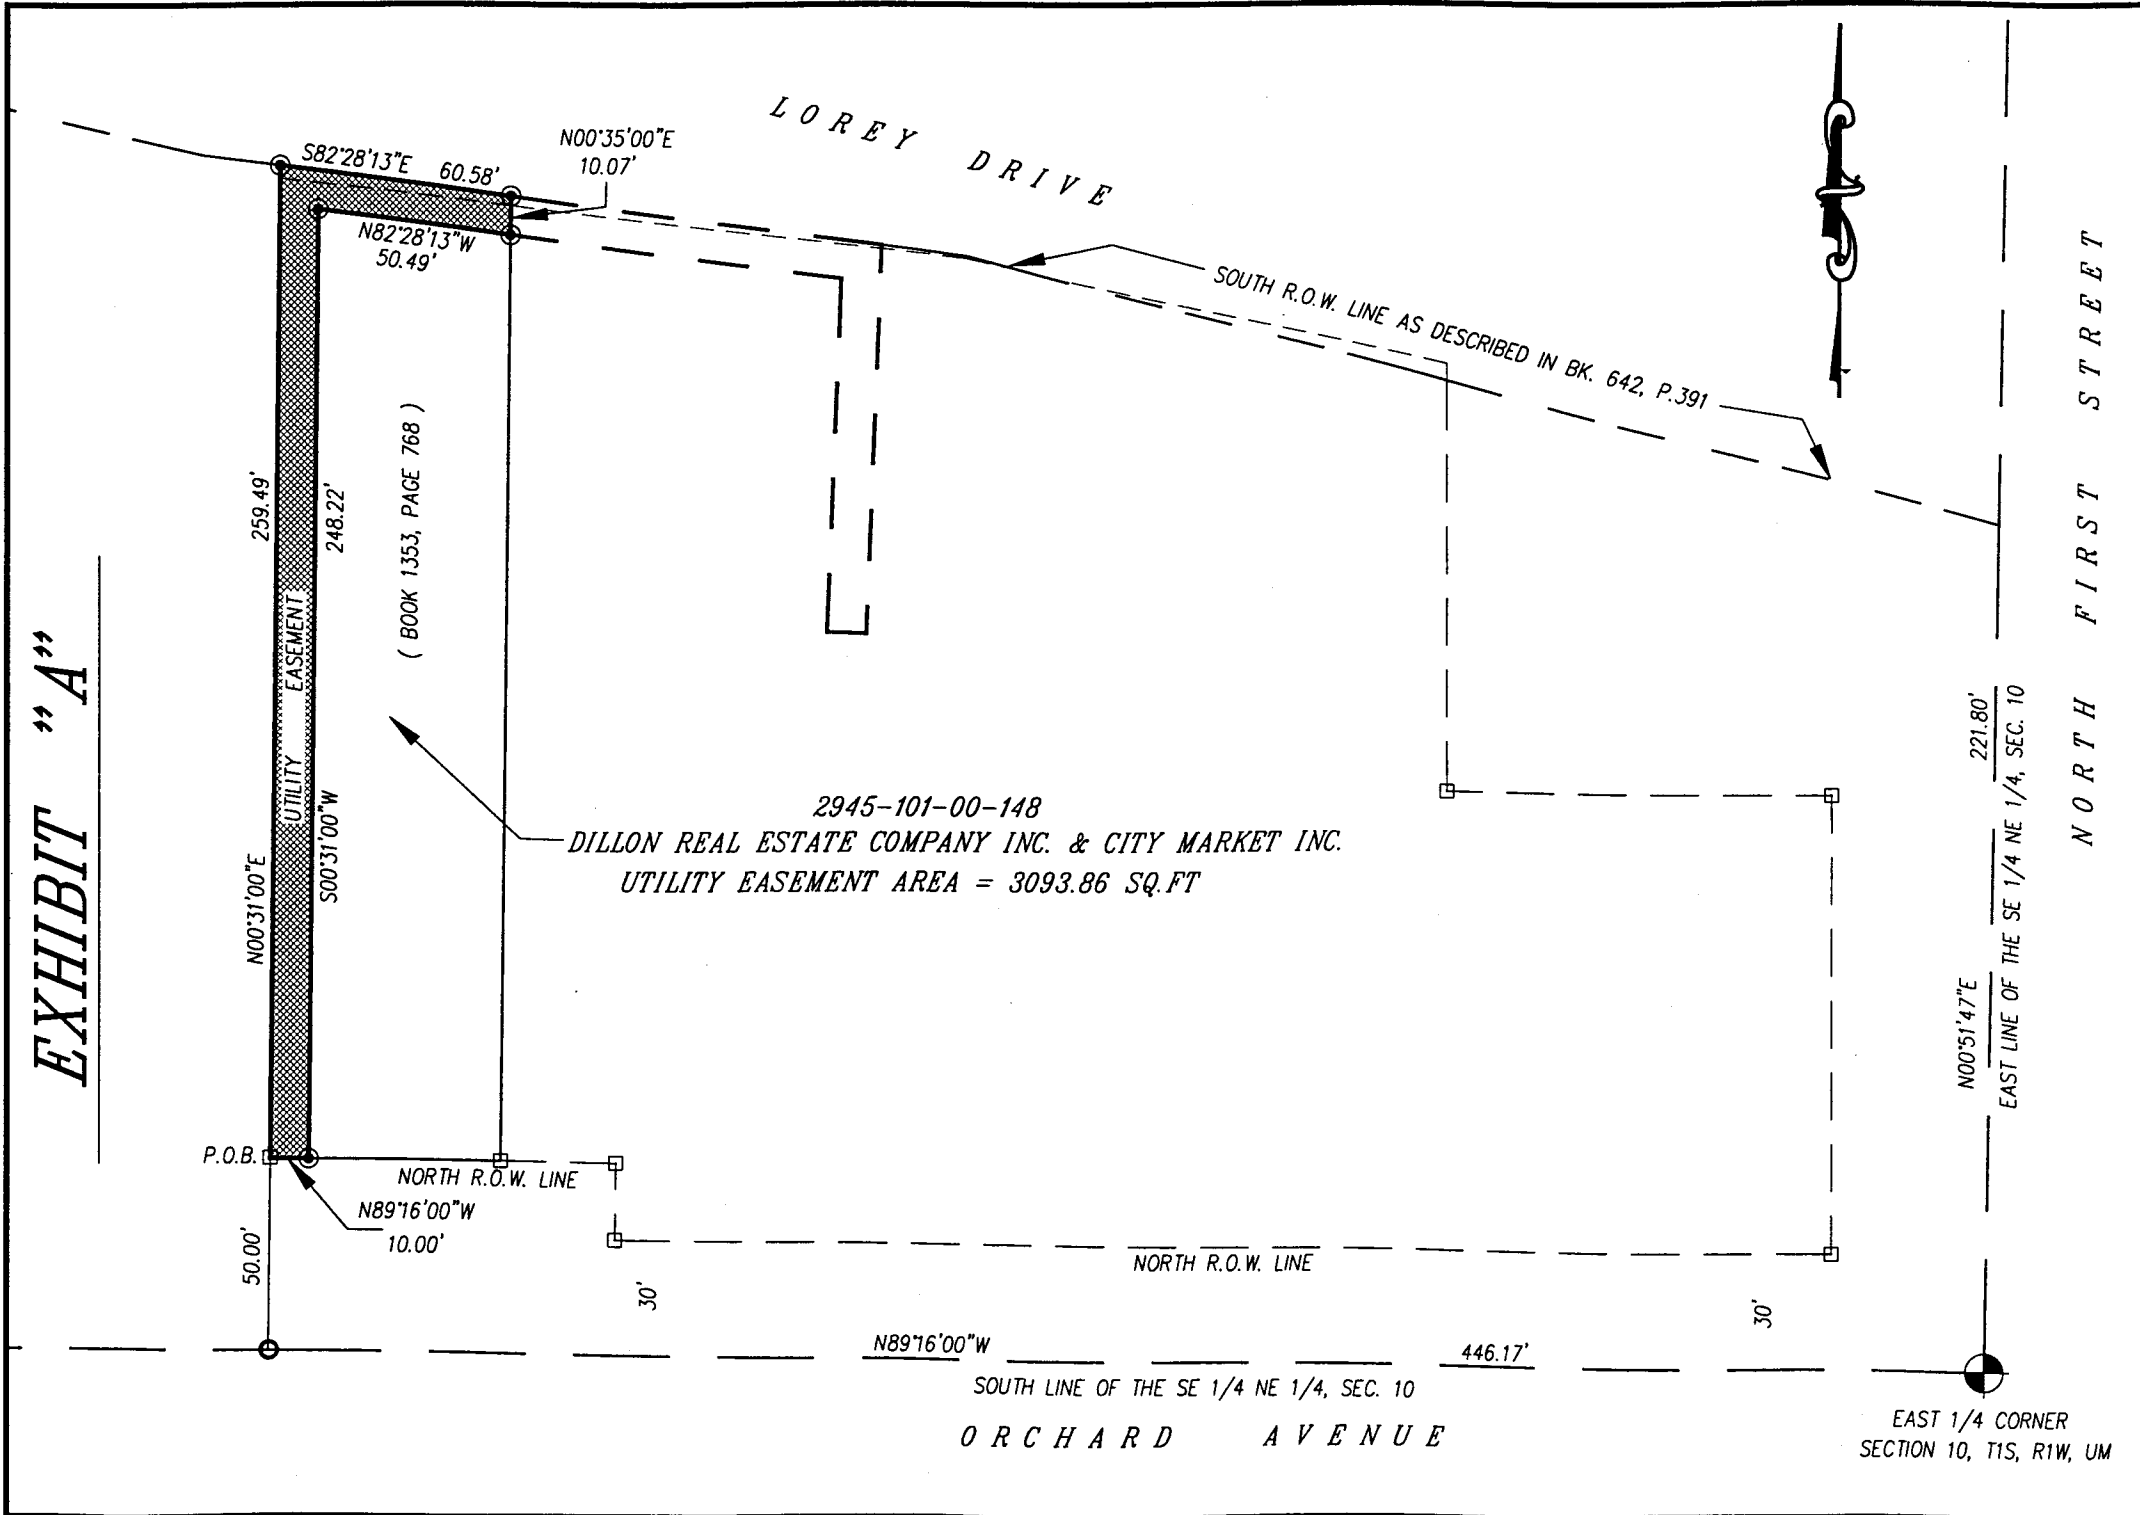 LOREY DRIVE
N00°35'00"E
10.07'
S82°28'13"E 60.58'
N82°28'13"W
50.49'
SOUTH R.O.W. LINE AS DESCRIBED IN BK. 642, P.391
NORTH FIRST STREET
259.49'
248.22'
( BOOK 1353, PAGE 768 )
UTILITY EASEMENT
N00°31'00"E
S00°31'00"W
EXHIBIT "A"
2945-101-00-148
DILLON REAL ESTATE COMPANY INC. & CITY MARKET INC.
UTILITY EASEMENT AREA = 3093.86 SQ.FT
N00°51'47"E 221.80'
EAST LINE OF THE SE 1/4 NE 1/4, SEC. 10
P.O.B.
NORTH R.O.W. LINE
N89°16'00"W
10.00'
50.00'
NORTH R.O.W. LINE
30'
30'
N89°16'00"W 446.17'
SOUTH LINE OF THE SE 1/4 NE 1/4, SEC. 10
ORCHARD AVENUE
EAST 1/4 CORNER
SECTION 10, T1S, R1W, UM